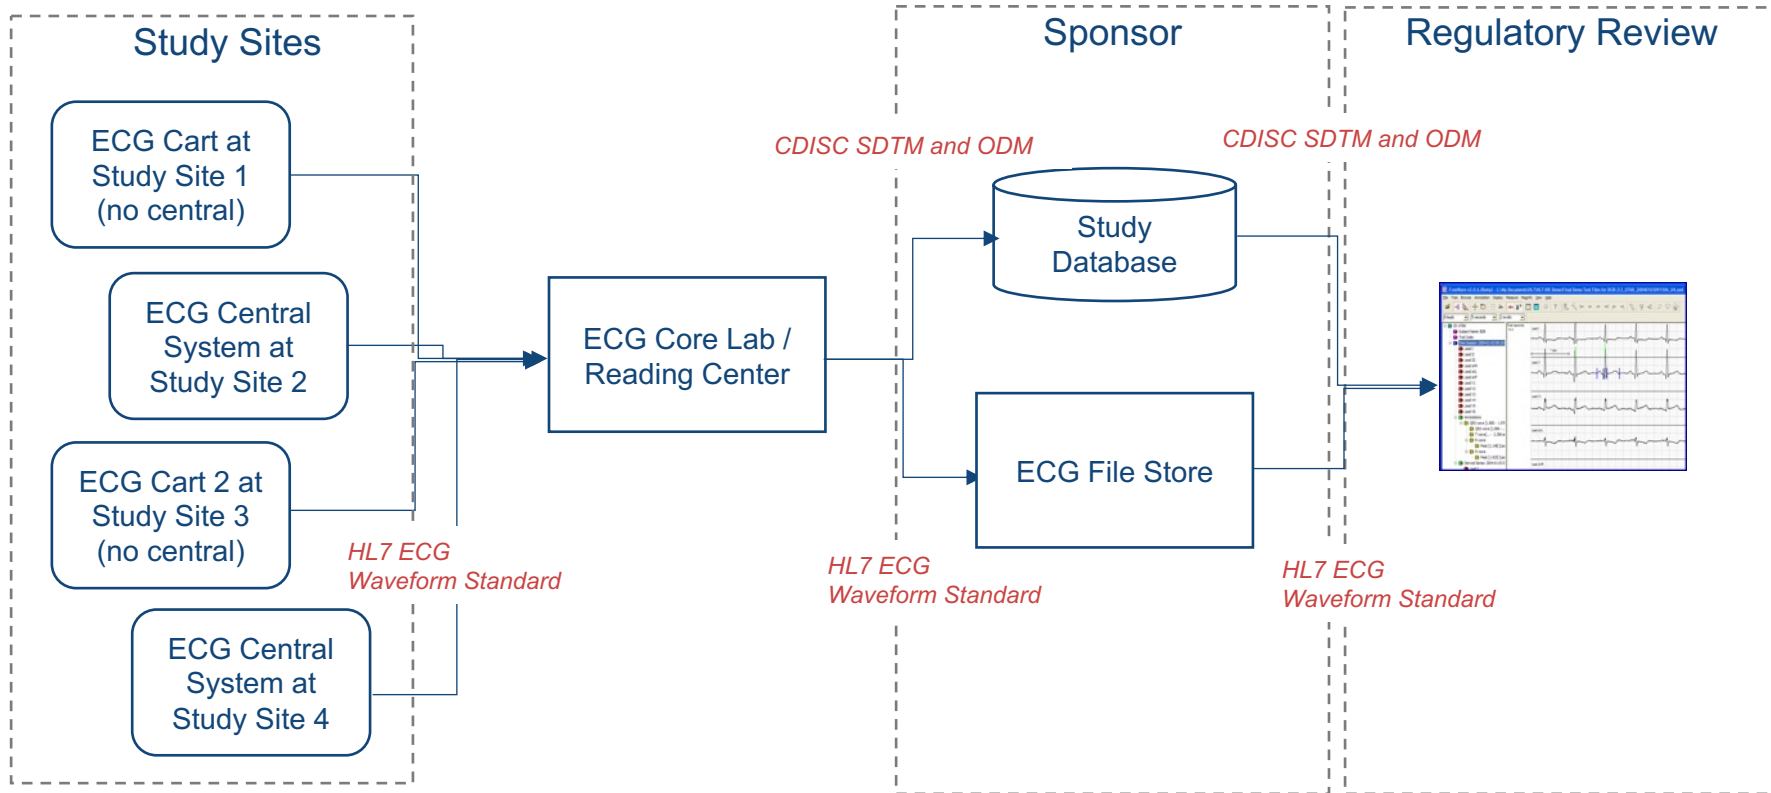 Study Sites
ECG Cart at
Study Site 1
(no central)
ECG Central
System at
Study Site 2
ECG Cart 2 at
Study Site 3
(no central)
ECG Central
System at
Study Site 4
HL7 ECG
Waveform Standard
ECG Core Lab /
Reading Center
Sponsor
CDISC SDTM and ODM
Study
Database
ECG File Store
HL7 ECG
Waveform Standard
Regulatory Review
CDISC SDTM and ODM
HL7 ECG
Waveform Standard